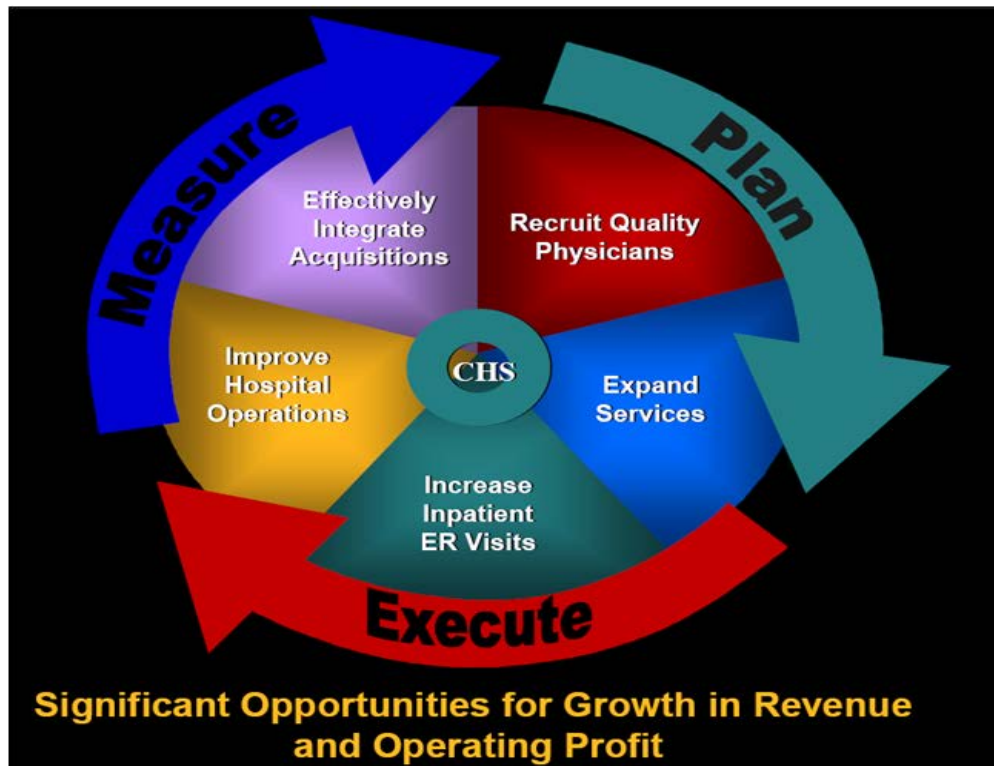 Measure
Plan
Effectively
Integrate
Acquisitions
Recruit Quality
Physicians
Improve
Hospital
Operations
CHS
Expand
Services
Increase
Inpatient
ER Visits
Execute
Significant Opportunities for Growth in Revenue
and Operating Profit